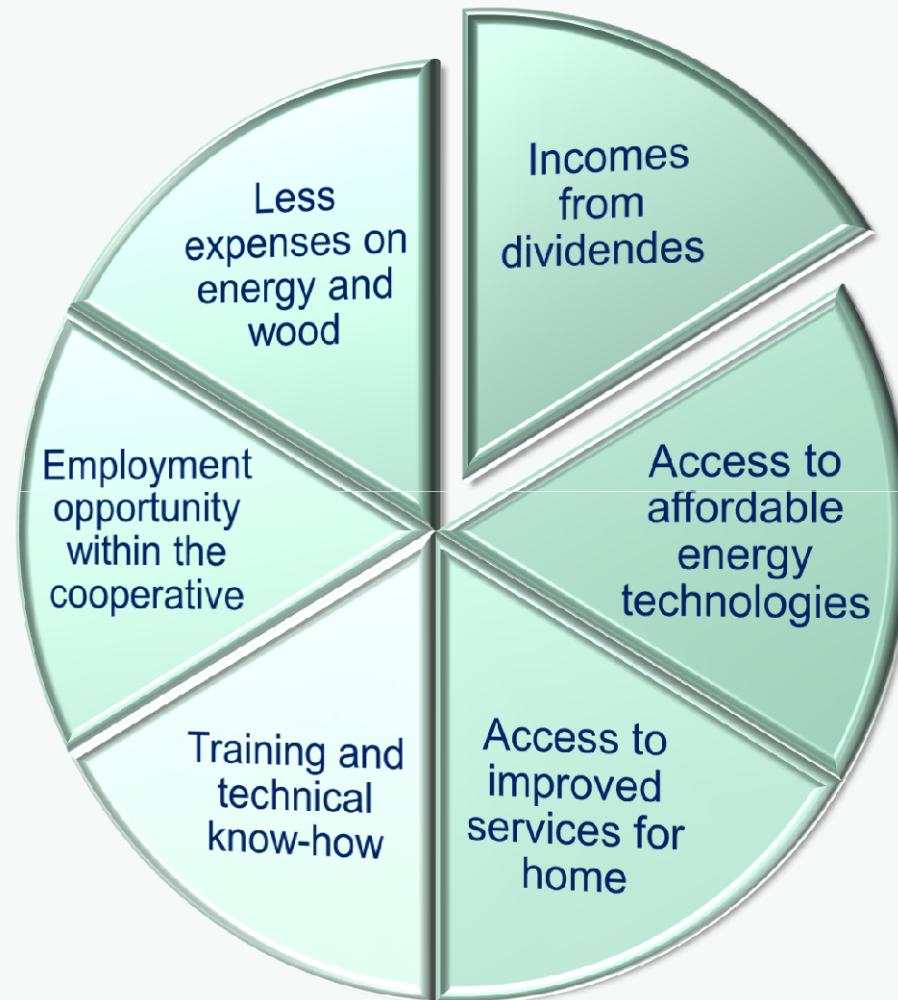 Incomes
from
dividendes
Access to
affordable
energy
technologies
Access to
improved
services for
home
Training and
technical
know-how
Employment
opportunity
within the
cooperative
Less
expenses on
energy and
wood